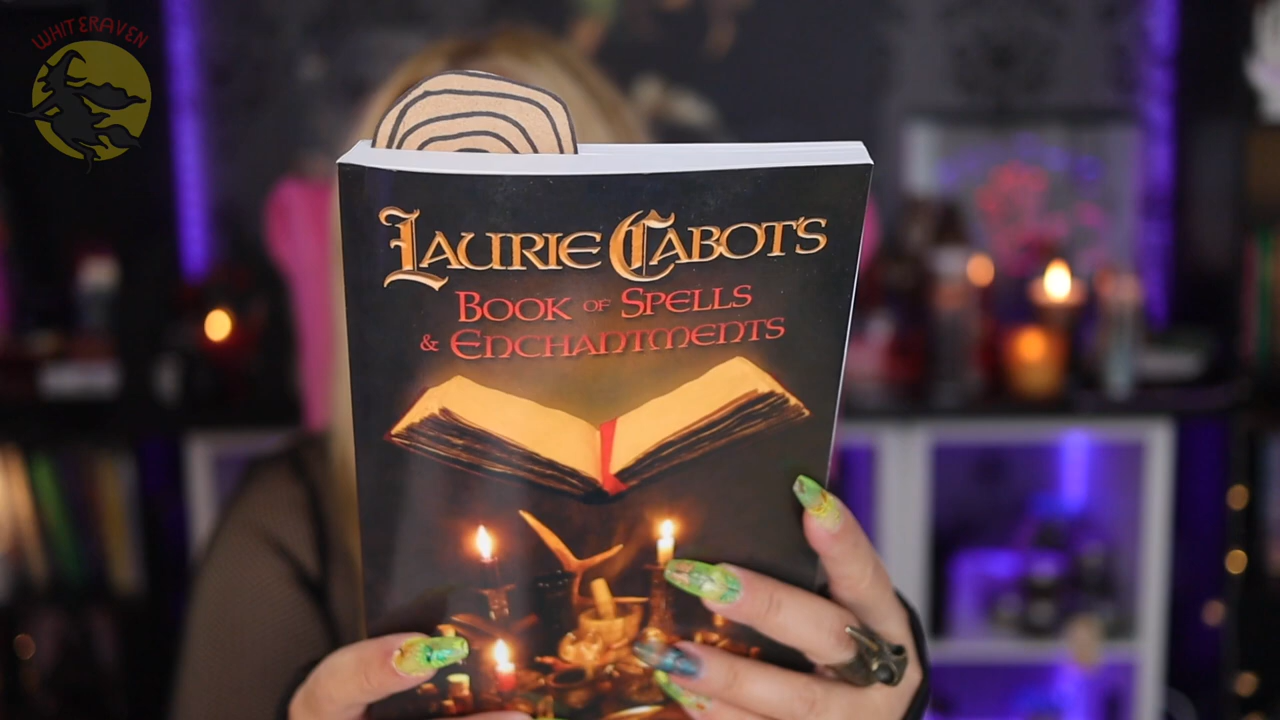 WHITERAVEN
LAURIE CABOT'S
BOOK OF SPELLS
& ENCHANTMENTS